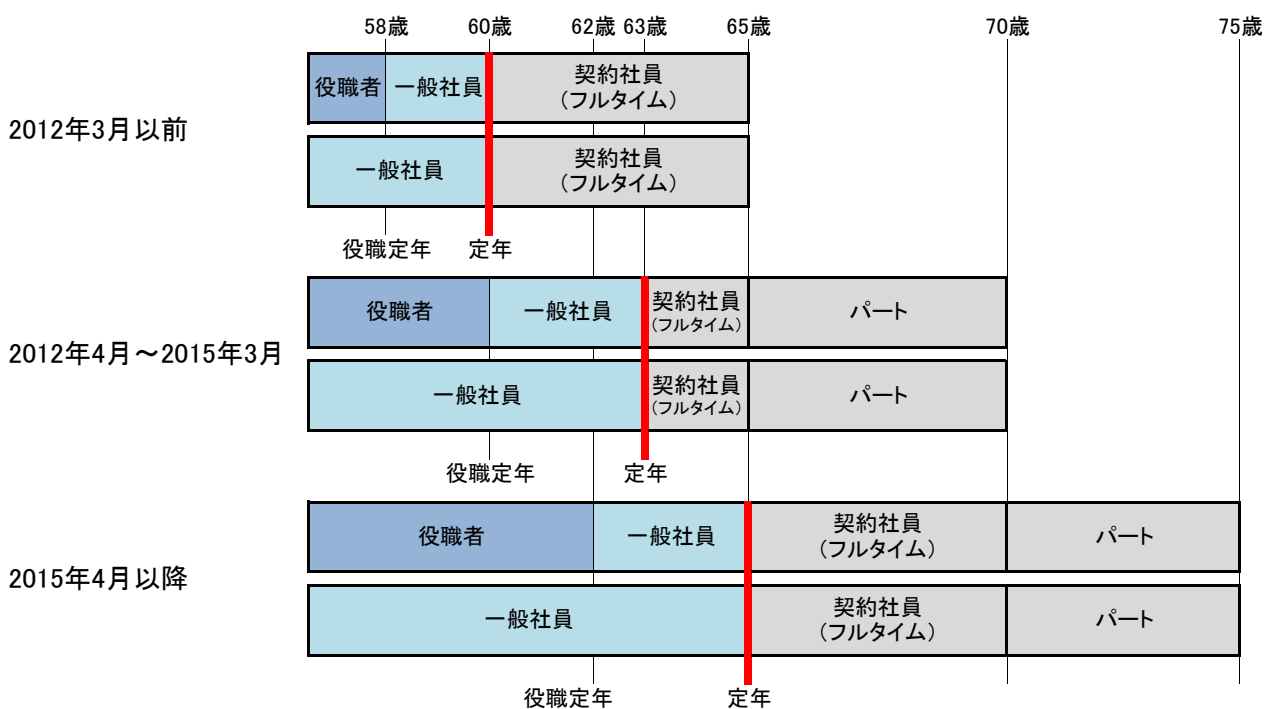 58歳 60歳 62歳 63歳 65歳 70歳 75歳
2012年3月以前
役職者 一般社員 契約社員
（フルタイム）
一般社員 契約社員
（フルタイム）
役職定年 定年
2012年4月～2015年3月
役職者 一般社員 契約社員 パート
（フルタイム）
一般社員 契約社員 パート
（フルタイム）
役職定年 定年
2015年4月以降
役職者 一般社員 契約社員 パート
（フルタイム）
一般社員 契約社員 パート
（フルタイム）
役職定年 定年